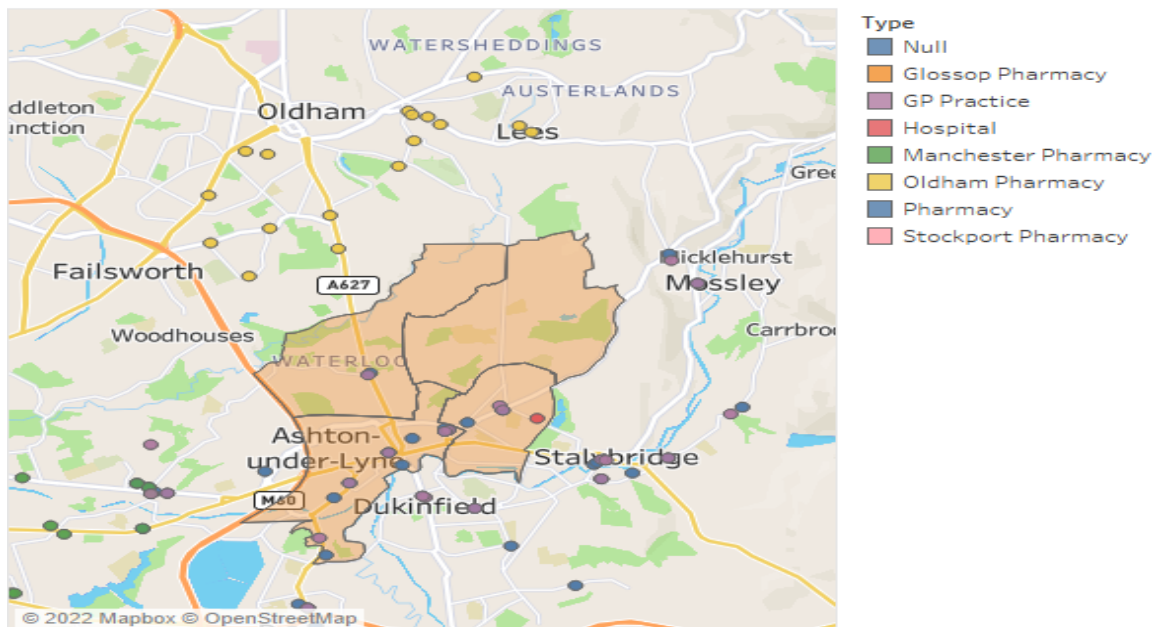 WATERSHEDDINGS
Oldham
AUSTERLANDS
ddleton
unction
Lees
Gree
Failsworth
Micklehurst
A627
Mossley
Woodhouses
Carrbroo
WATERLOO
Ashton-
under-Lyne
Stalybridge
M60
Dukinfield
© 2022 Mapbox © OpenStreetMap
Type
Null
Glossop Pharmacy
GP Practice
Hospital
Manchester Pharmacy
Oldham Pharmacy
Pharmacy
Stockport Pharmacy